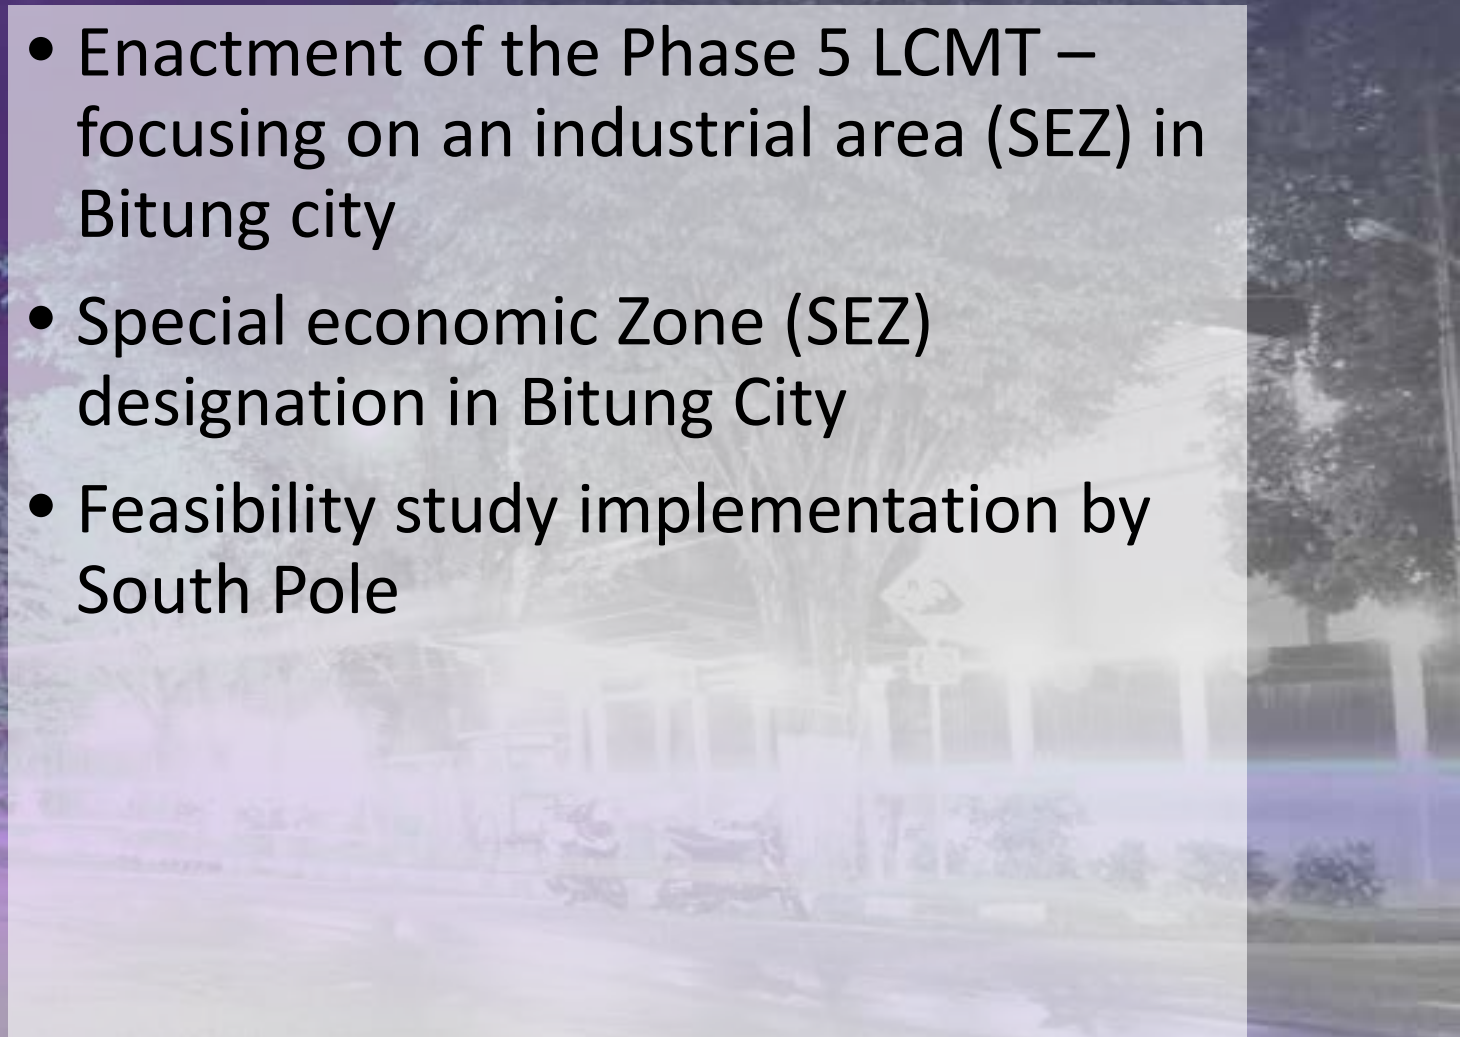 • Enactment of the Phase 5 LCMT –
focusing on an industrial area (SEZ) in
Bitung city
• Special economic Zone (SEZ)
designation in Bitung City
• Feasibility study implementation by
South Pole